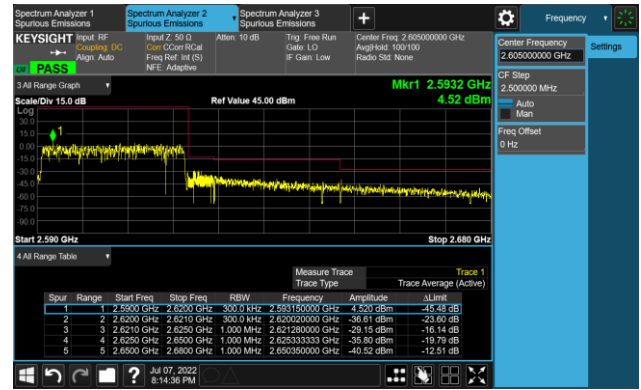 Spectrum Analyzer 1
Spurious Emissions
Spectrum Analyzer 2
Spurious Emissions
Spectrum Analyzer 3
Spurious Emissions
Frequency
KEYSIGHT
Input: RF
Coupling: DC
Align: Auto
Input Z: 50 Ω
Corr CCorr RCal
Freq Ref: Int (S)
NFE: Adaptive
Atten: 10 dB
Trig: Free Run
Gate: LO
IF Gain: Low
Center Freq: 2.605000000 GHz
Avg|Hold: 100/100
Radio Std: None
PASS
Center Frequency
2.605000000 GHz
Settings
CF Step
2.500000 MHz
Auto
Man
Freq Offset
0 Hz
3 All Range Graph
Mkr1 2.5932 GHz
4.52 dBm
Scale/Div 15.0 dB
Ref Value 45.00 dBm
Log
30.0
15.0
0.00
-15.0
-30.0
-45.0
-60.0
-75.0
-90.0
1
Start 2.590 GHz
Stop 2.680 GHz
4 All Range Table
Measure Trace Trace 1
Trace Type Trace Average (Active)
Spur Range Start Freq Stop Freq RBW Frequency Amplitude ΔLimit
1 1 2.5900 GHz 2.6200 GHz 300.0 kHz 2.593150000 GHz 4.520 dBm -45.48 dB
2 2 2.6200 GHz 2.6210 GHz 300.0 kHz 2.620020000 GHz -36.61 dBm -23.60 dB
3 3 2.6210 GHz 2.6250 GHz 1.000 MHz 2.621280000 GHz -29.15 dBm -16.14 dB
4 4 2.6250 GHz 2.6500 GHz 1.000 MHz 2.625333333 GHz -35.80 dBm -19.79 dB
5 5 2.6500 GHz 2.6800 GHz 1.000 MHz 2.650350000 GHz -40.52 dBm -12.51 dB
Jul 07, 2022
8:14:36 PM